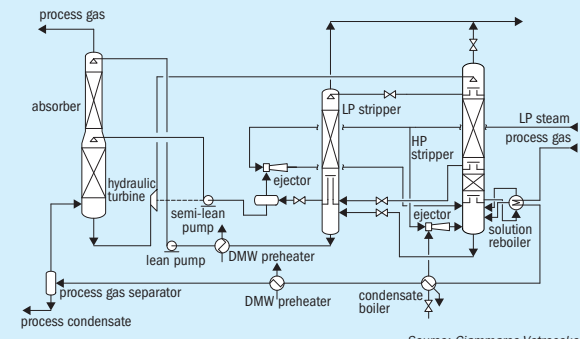 process gas
absorber
hydraulic
turbine
semi-lean
pump
lean pump
DMW preheater
process gas separator
process condensate
DMW preheater
ejector
LP stripper
HP
stripper
ejector
condensate
boiler
LP steam
process gas
solution
reboiler